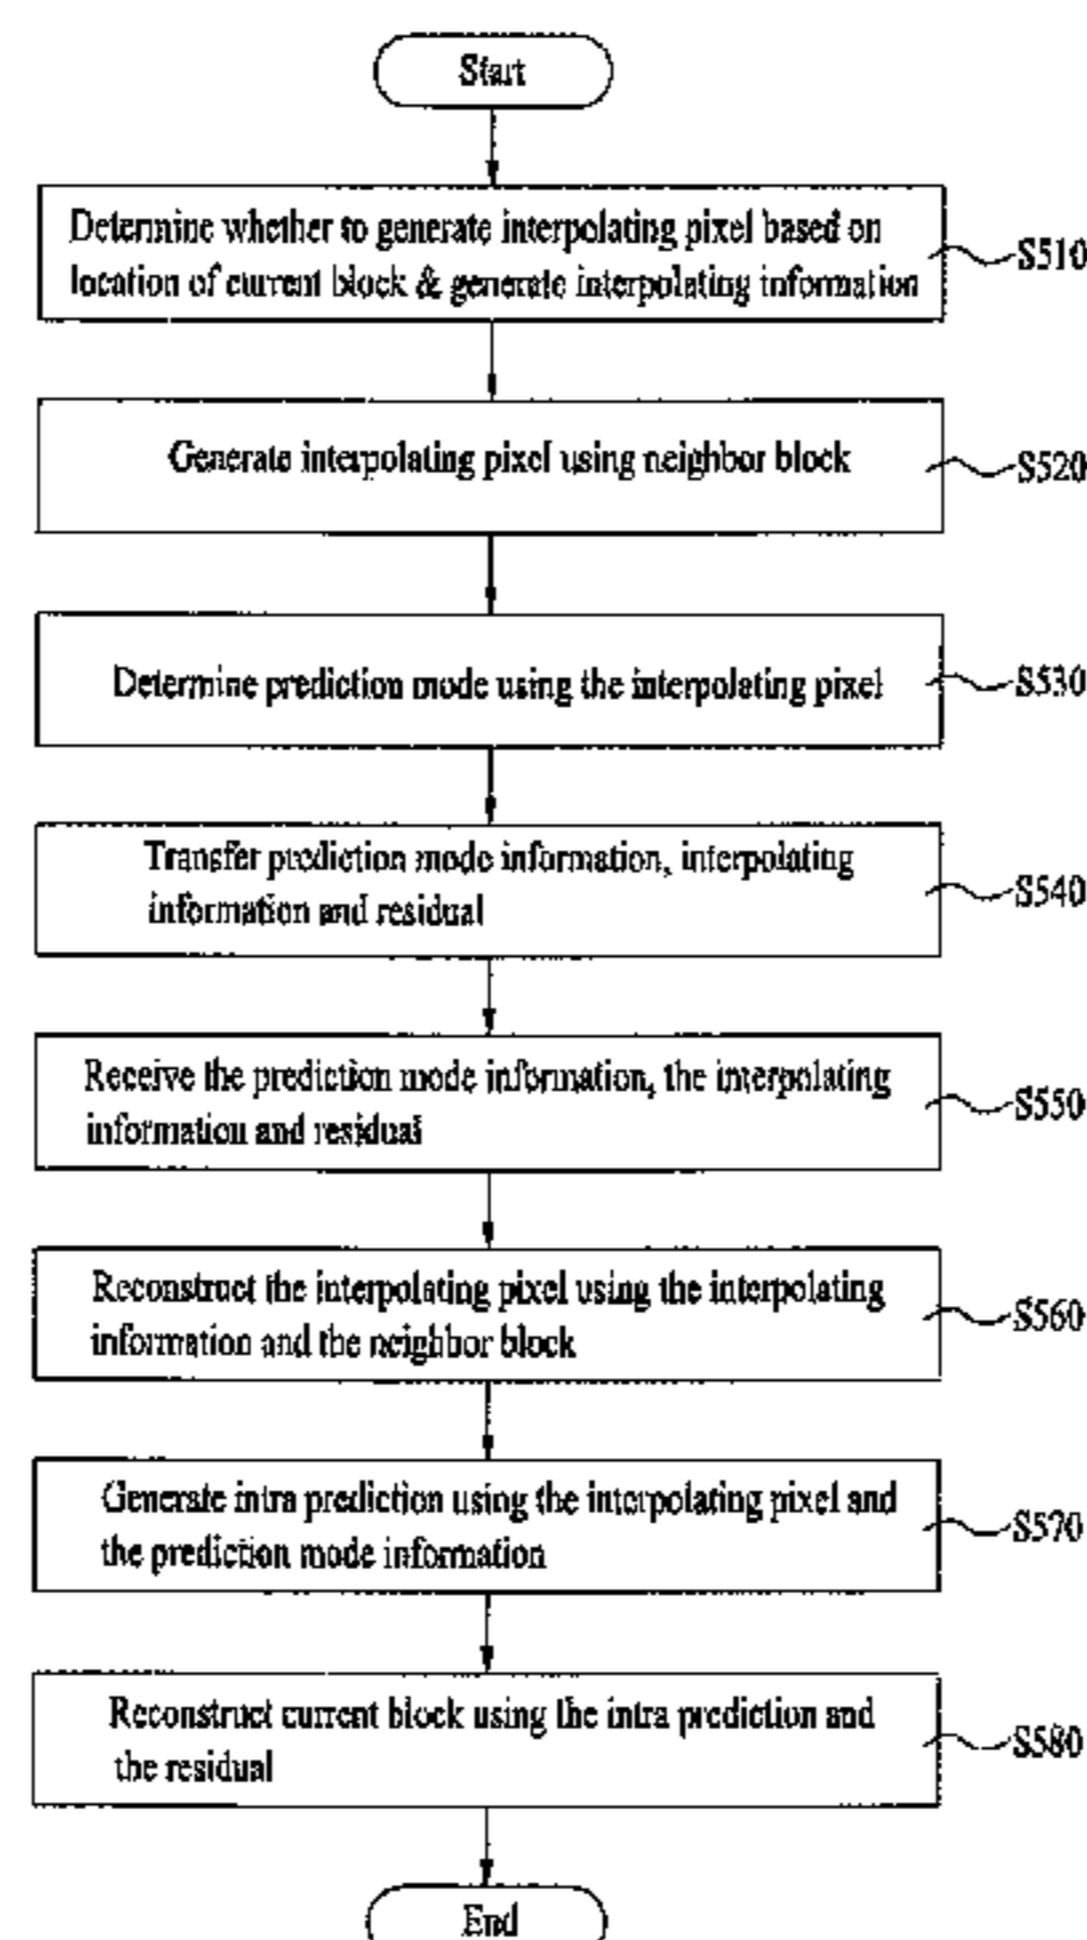 Start
Determine whether to generate interpolating pixel based on
location of current block & generate interpolating information
S510
Generate interpolating pixel using neighbor block
S520
Determine prediction mode using the interpolating pixel
S530
Transfer prediction mode information, interpolating
information and residual
S540
Receive the prediction mode information, the interpolating
information and residual
S550
Reconstruct the interpolating pixel using the interpolating
information and the neighbor block
S560
Generate intra prediction using the interpolating pixel and
the prediction mode information
S570
Reconstruct current block using the intra prediction and
the residual
S580
End